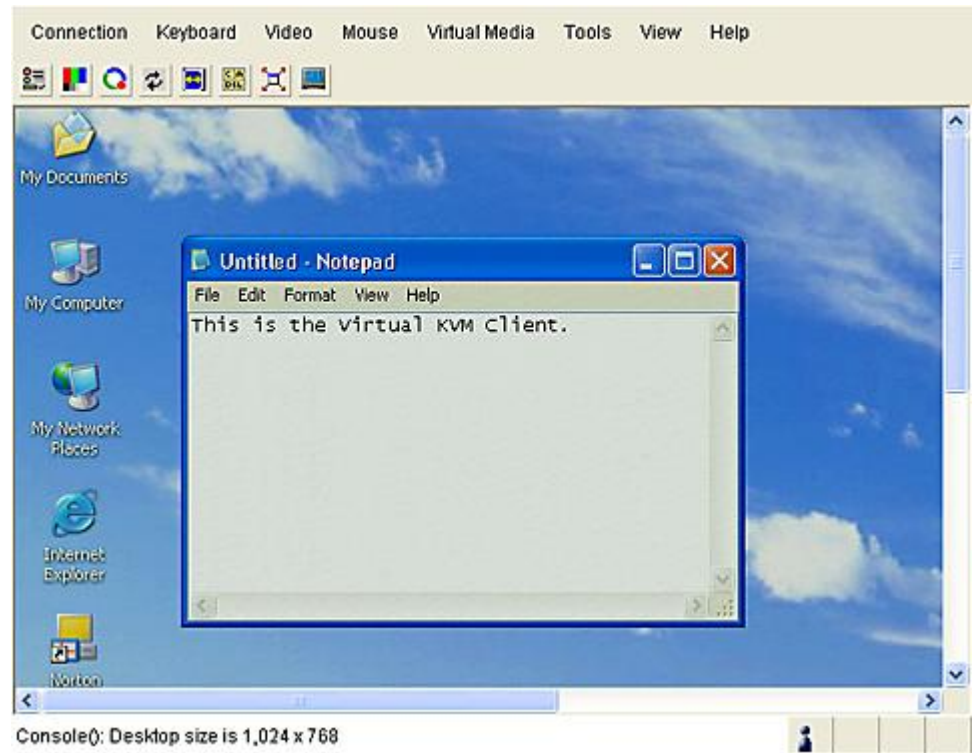 Connection Keyboard Video Mouse Virtual Media Tools View Help
My Documents
My Computer
My Network
Places
Internet
Explorer
Norton
Untitled - Notepad
File Edit Format View Help
This is the Virtual KVM Client.
Console(): Desktop size is 1,024 x 768